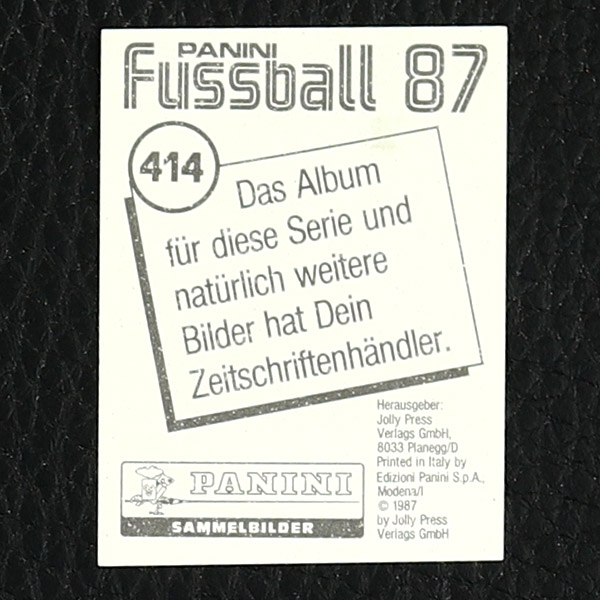 PANINI
Fussball 87
414
Das Album
für diese Serie und
natürlich weitere
Bilder hat Dein
Zeitschriftenhändler.
Herausgeber:
Jolly Press
Verlags GmbH,
8033 Planegg/D
Printed in Italy by
Edizioni Panini S.p.A.,
Modena/I
© 1987
by Jolly Press
Verlags GmbH
PANINI
SAMMELBILDER